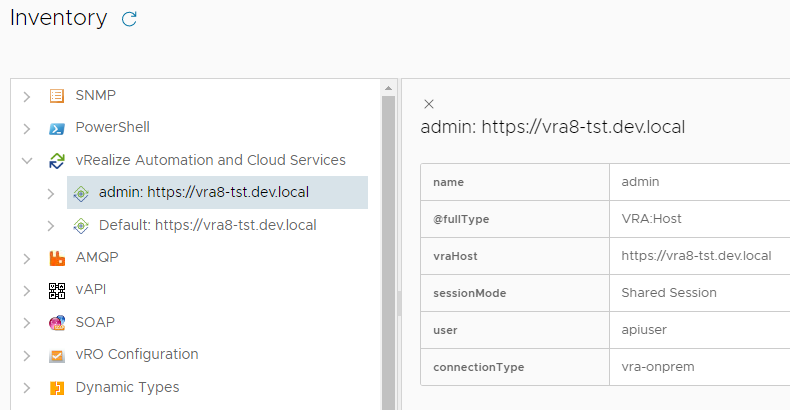 Inventory
SNMP
PowerShell
vRealize Automation and Cloud Services
admin: https://vra8-tst.dev.local
Default: https://vra8-tst.dev.local
AMQP
vAPI
SOAP
vRO Configuration
Dynamic Types
admin: https://vra8-tst.dev.local
name admin
@fullType VRA:Host
vraHost https://vra8-tst.dev.local
sessionMode Shared Session
user apiuser
connectionType vra-onprem